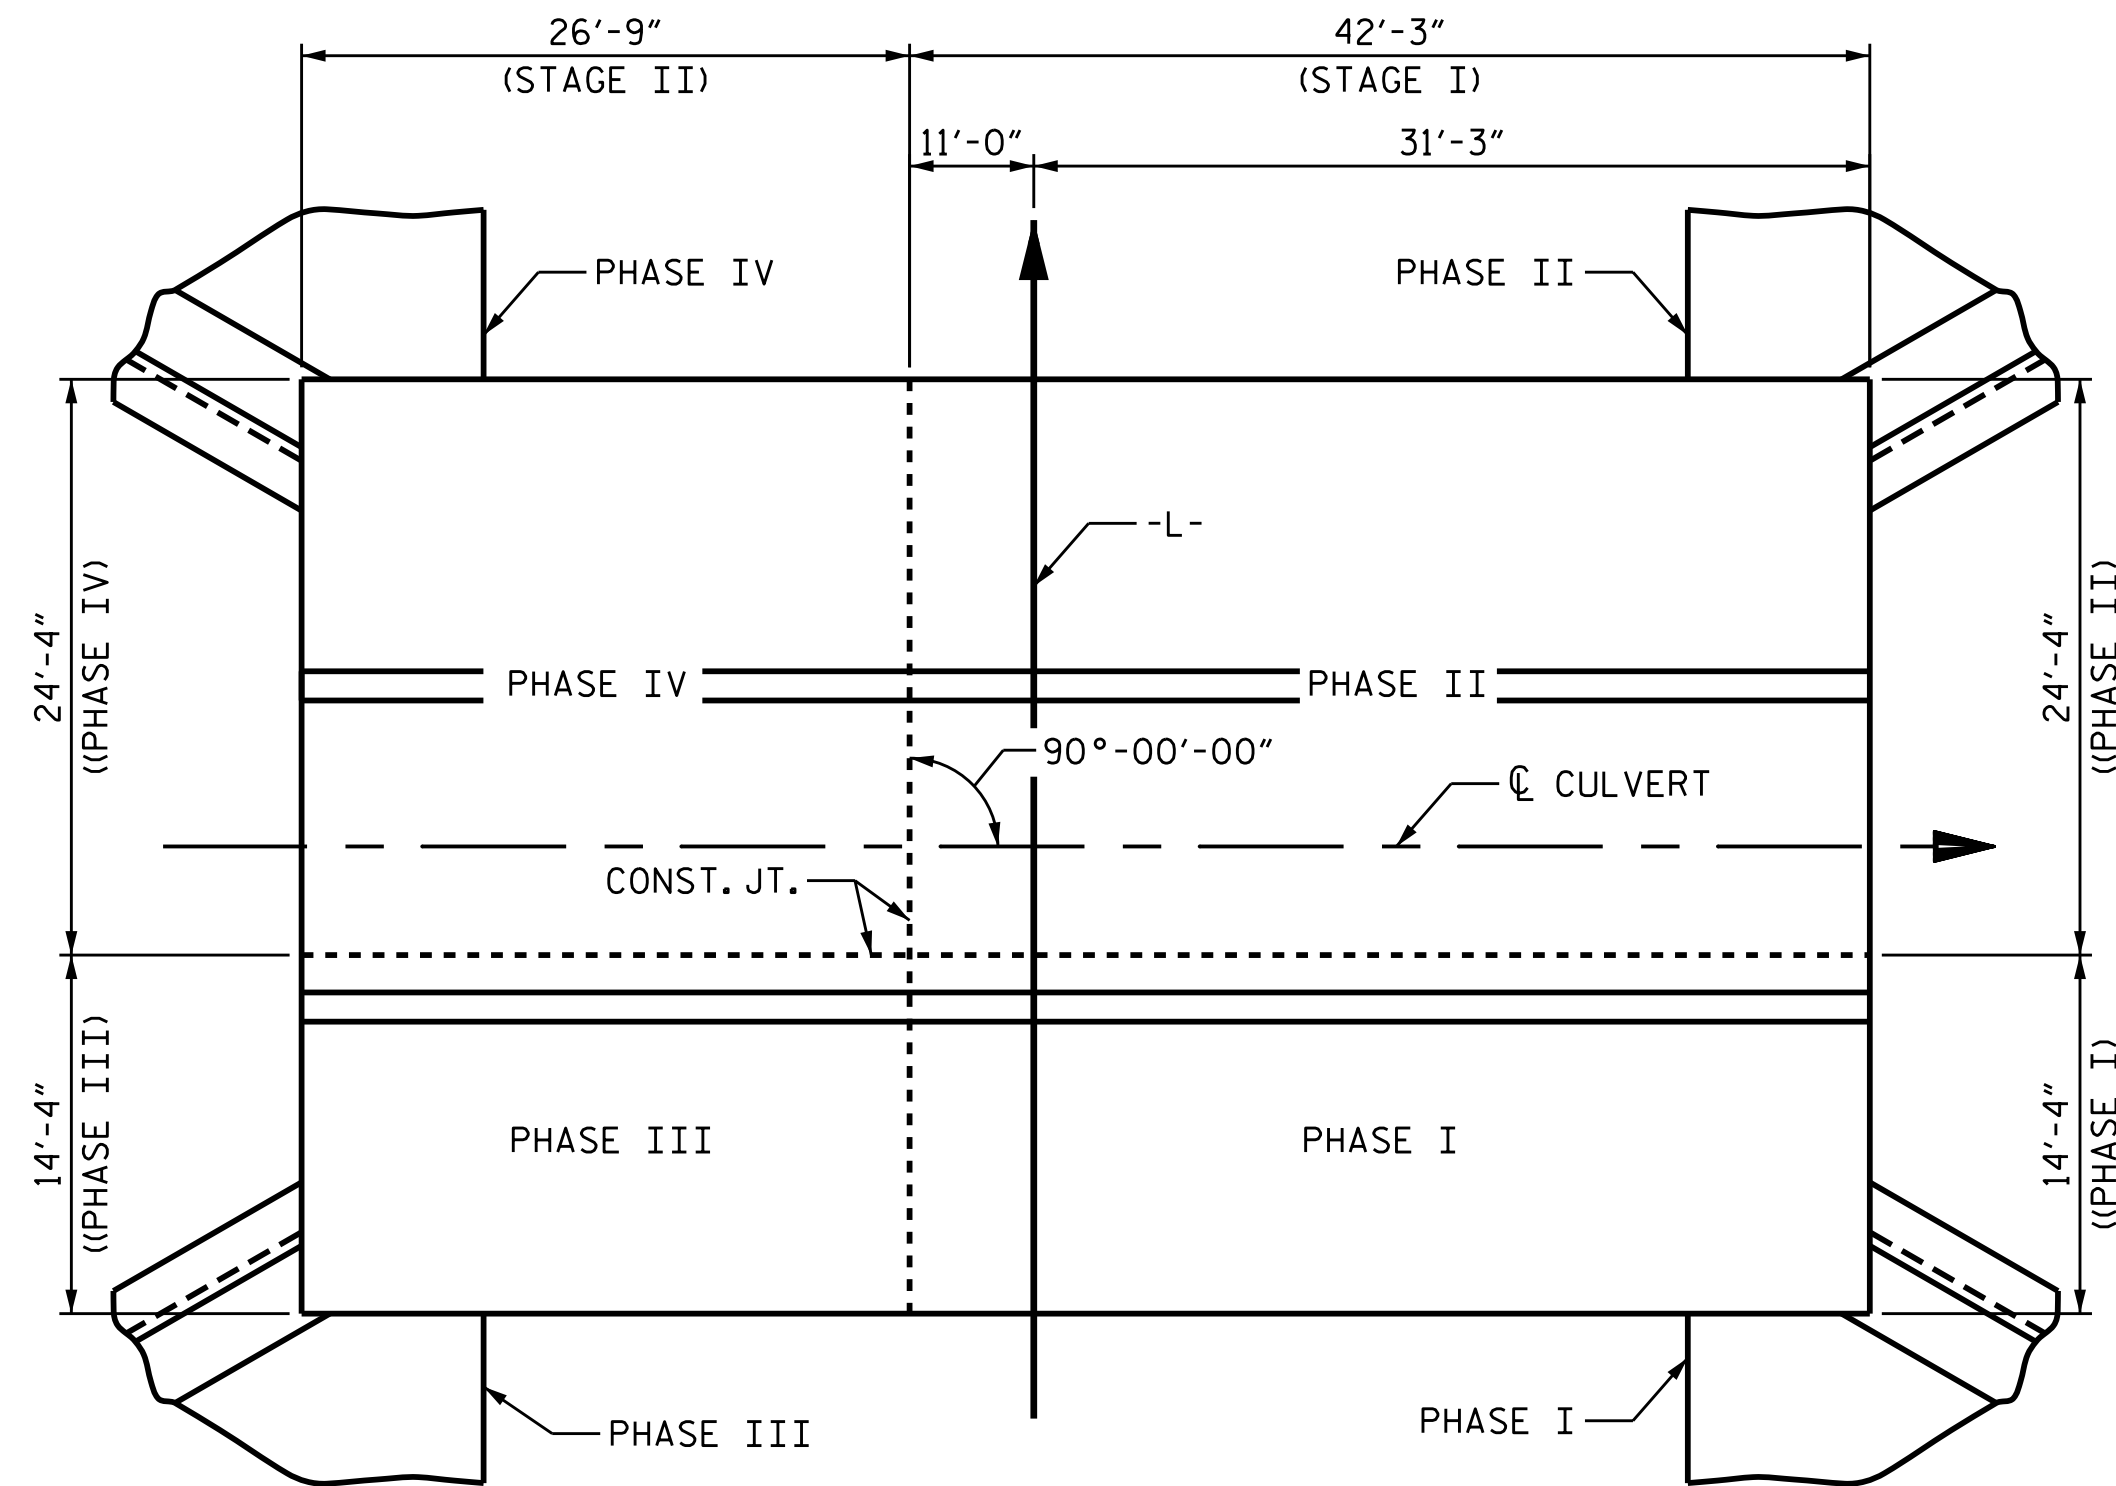 26'-9"
42'-3"
(STAGE II)
(STAGE I)
11'-0"
31'-3"
PHASE IV
PHASE II
-L-
24'-4"
((PHASE IV)
24'-4"
((PHASE II)
PHASE IV
PHASE II
90°-00'-00"
℄ CULVERT
CONST. JT.
14'-4"
((PHASE III)
14'-4"
((PHASE I)
PHASE III
PHASE I
PHASE III
PHASE I